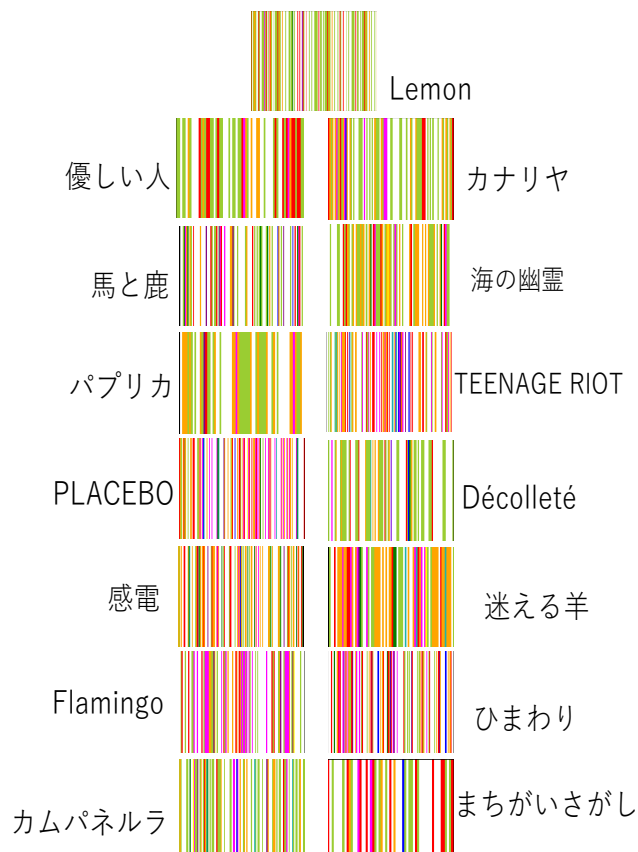 Lemon
優しい人
カナリヤ
馬と鹿
海の幽霊
パプリカ
TEENAGE RIOT
PLACEBO
Décolleté
感電
迷える羊
Flamingo
ひまわり
カムパネルラ
まちがいさがし